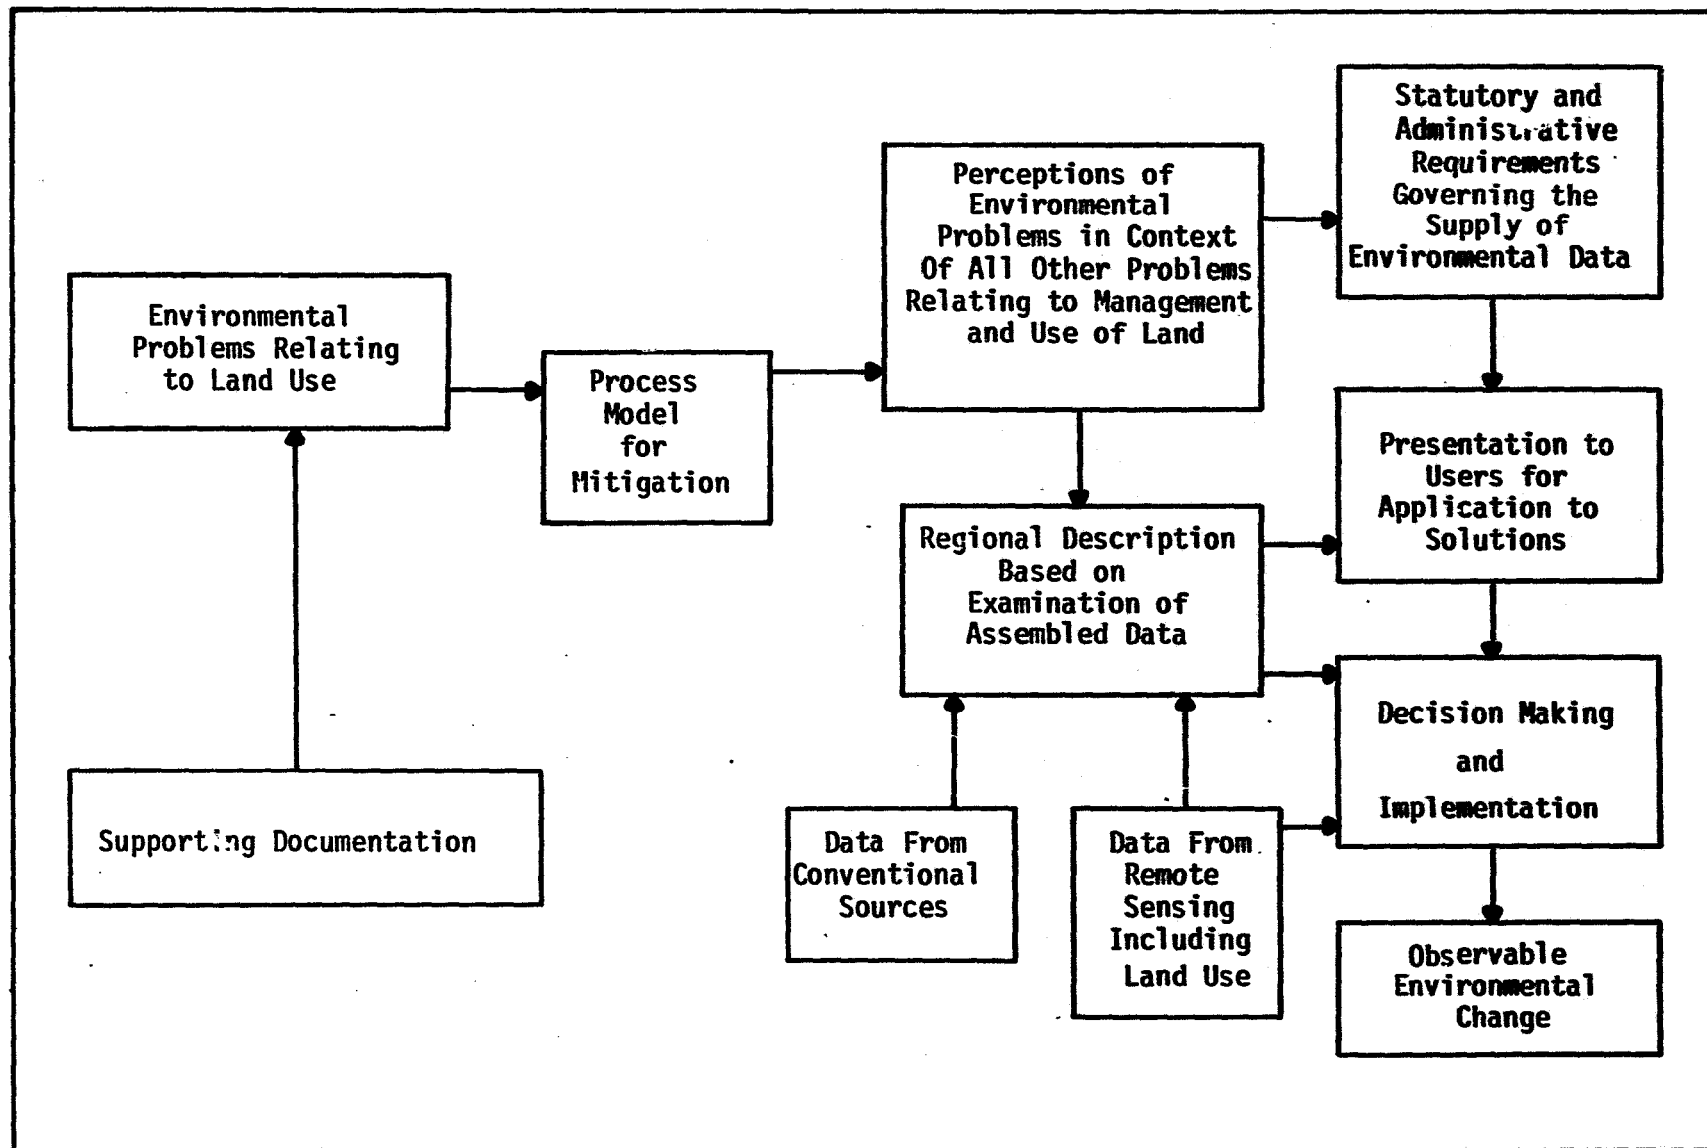 Environmental
Problems Relating
to Land Use
Process
Model
for
Mitigation
Perceptions of
Environmental
Problems in Context
Of All Other Problems
Relating to Management
and Use of Land
Statutory and
Administrative
Requirements
Governing the
Supply of
Environmental Data
Regional Description
Based on
Examination of
Assembled Data
Presentation to
Users for
Application to
Solutions
Supporting Documentation
Data From
Conventional
Sources
Data From
Remote
Sensing
Including
Land Use
Decision Making
and
Implementation
Observable
Environmental
Change